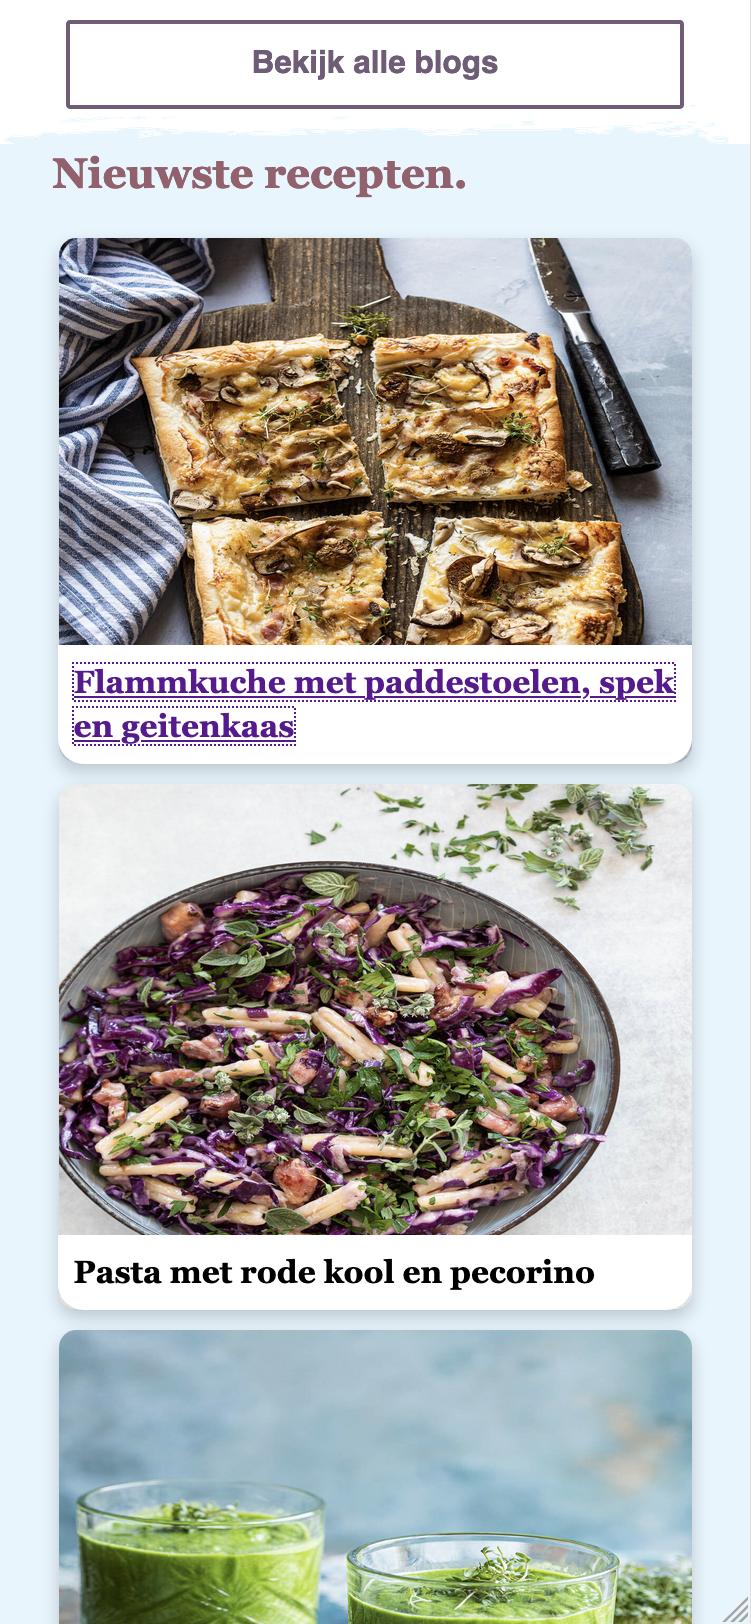 Bekijk alle blogs
Nieuwste recepten.
Flammkuche met paddestoelen, spek
en geitenkaas
Pasta met rode kool en pecorino